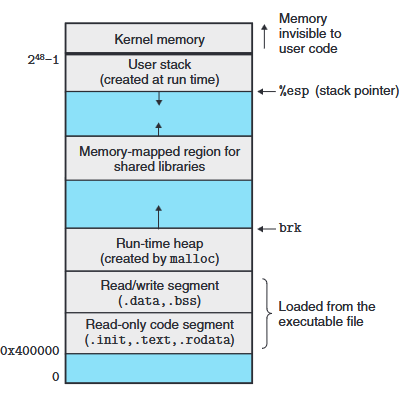 Memory
invisible to
user code
Kernel memory
2⁴⁸−1
User stack
(created at run time)
%esp (stack pointer)
Memory-mapped region for
shared libraries
brk
Run-time heap
(created by malloc)
Read/write segment
(.data,.bss)
Loaded from the
executable file
Read-only code segment
(.init,.text,.rodata)
0x400000
0